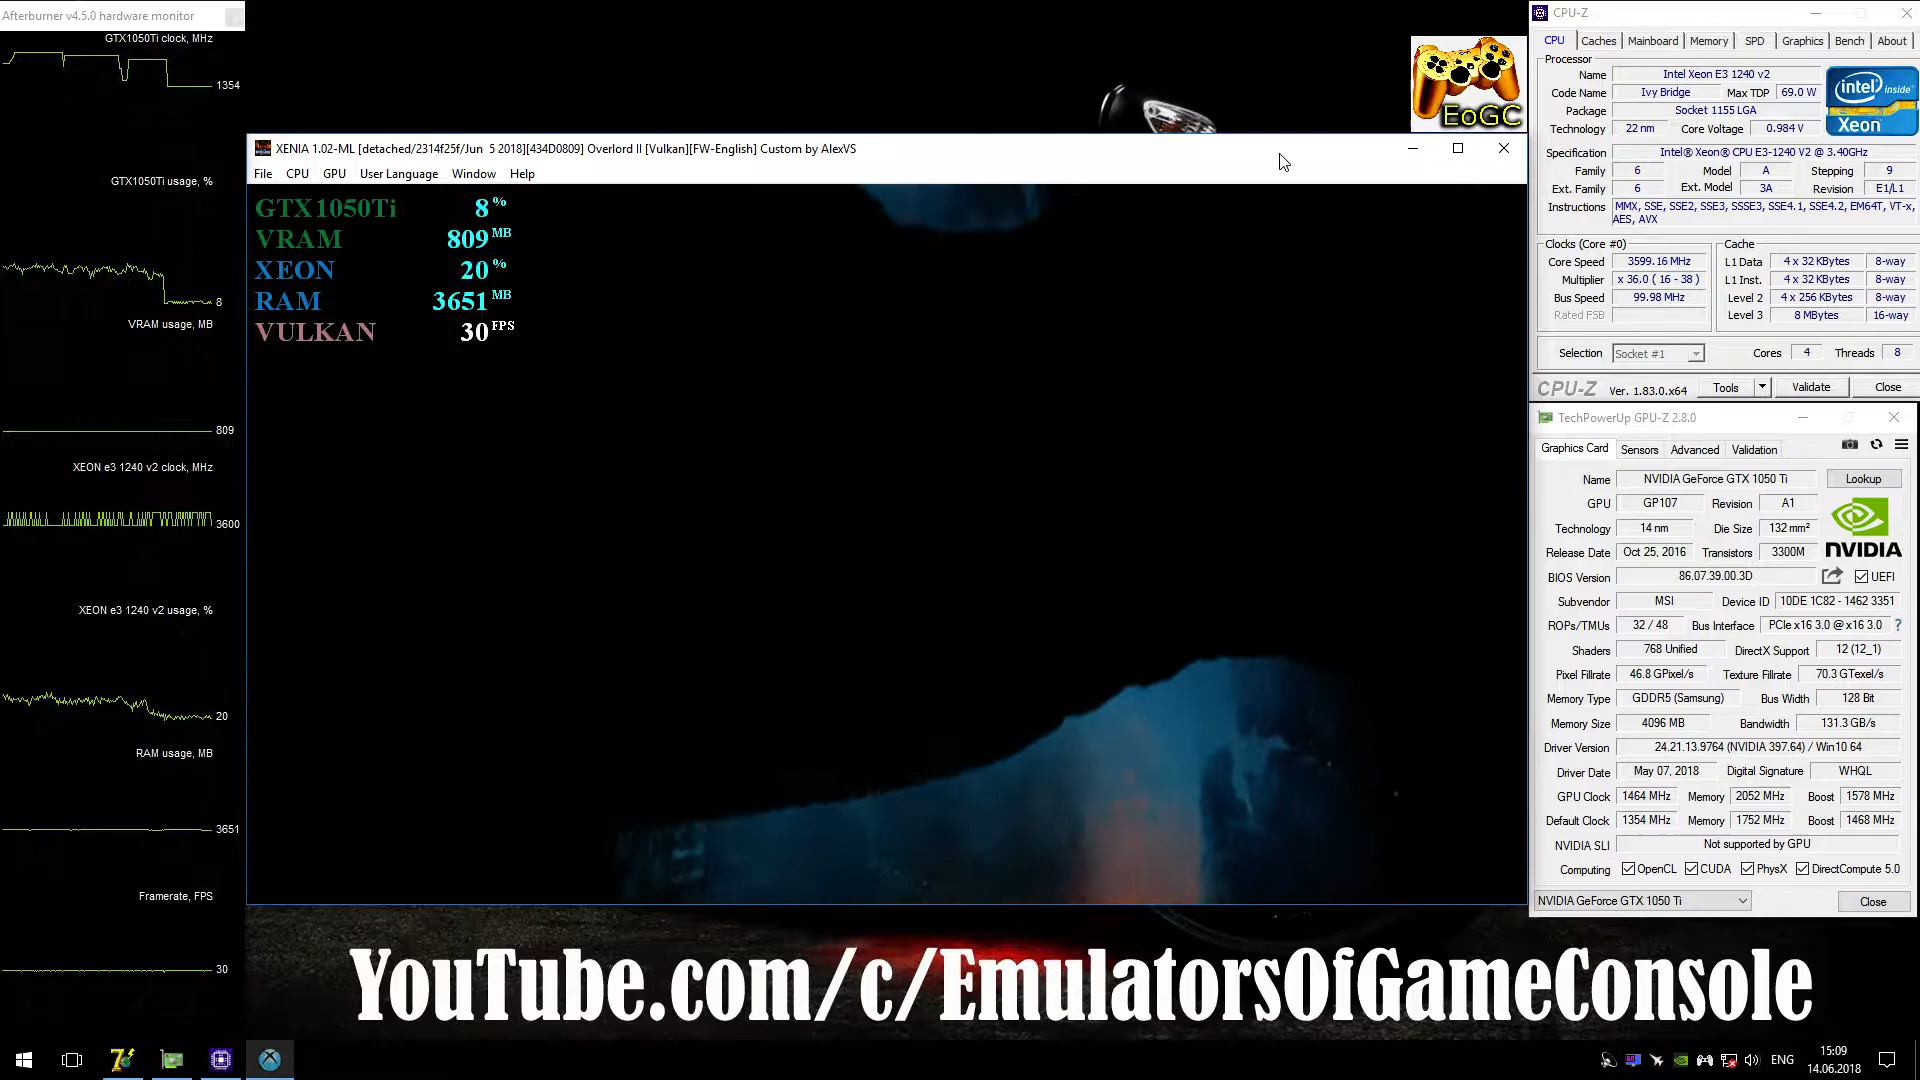 Afterburner v4.5.0 hardware monitor
GTX1050Ti clock, MHz
1354
GTX1050Ti usage, %
8
VRAM usage, MB
809
XEON e3 1240 v2 clock, MHz
3600
XEON e3 1240 v2 usage, %
20
RAM usage, MB
3651
Framerate, FPS
30
XENIA 1.02-ML [detached/2314f25f/Jun 5 2018][434D0809] Overlord II [Vulkan][FW-English] Custom by AlexVS
File CPU GPU User Language Window Help
GTX1050Ti 8 %
VRAM 809 MB
XEON 20 %
RAM 3651 MB
VULKAN 30 FPS
EoGC
CPU-Z
CPU Caches Mainboard Memory SPD Graphics Bench About
Processor
Name Intel Xeon E3 1240 v2
Code Name Ivy Bridge Max TDP 69.0 W
Package Socket 1155 LGA
Technology 22 nm Core Voltage 0.984 V
intel inside™
Xeon
Specification Intel® Xeon® CPU E3-1240 V2 @ 3.40GHz
Family 6 Model A Stepping 9
Ext. Family 6 Ext. Model 3A Revision E1/L1
Instructions MMX, SSE, SSE2, SSE3, SSSE3, SSE4.1, SSE4.2, EM64T, VT-x,
AES, AVX
Clocks (Core #0) Cache
Core Speed 3599.16 MHz L1 Data 4 x 32 KBytes 8-way
Multiplier x 36.0 ( 16 - 38 ) L1 Inst. 4 x 32 KBytes 8-way
Bus Speed 99.98 MHz Level 2 4 x 256 KBytes 8-way
Rated FSB Level 3 8 MBytes 16-way
Selection Socket #1 Cores 4 Threads 8
CPU-Z Ver. 1.83.0.x64 Tools Validate Close
TechPowerUp GPU-Z 2.8.0
Graphics Card Sensors Advanced Validation
Name NVIDIA GeForce GTX 1050 Ti Lookup
GPU GP107 Revision A1
Technology 14 nm Die Size 132 mm²
Release Date Oct 25, 2016 Transistors 3300M
NVIDIA
BIOS Version 86.07.39.00.3D UEFI
Subvendor MSI Device ID 10DE 1C82 - 1462 3351
ROPs/TMUs 32 / 48 Bus Interface PCIe x16 3.0 @ x16 3.0 ?
Shaders 768 Unified DirectX Support 12 (12_1)
Pixel Fillrate 46.8 GPixel/s Texture Fillrate 70.3 GTexel/s
Memory Type GDDR5 (Samsung) Bus Width 128 Bit
Memory Size 4096 MB Bandwidth 131.3 GB/s
Driver Version 24.21.13.9764 (NVIDIA 397.64) / Win10 64
Driver Date May 07, 2018 Digital Signature WHQL
GPU Clock 1464 MHz Memory 2052 MHz Boost 1578 MHz
Default Clock 1354 MHz Memory 1752 MHz Boost 1468 MHz
NVIDIA SLI Not supported by GPU
Computing OpenCL CUDA PhysX DirectCompute 5.0
NVIDIA GeForce GTX 1050 Ti Close
YouTube.com/c/EmulatorsOfGameConsole
ENG
15:09
14.06.2018